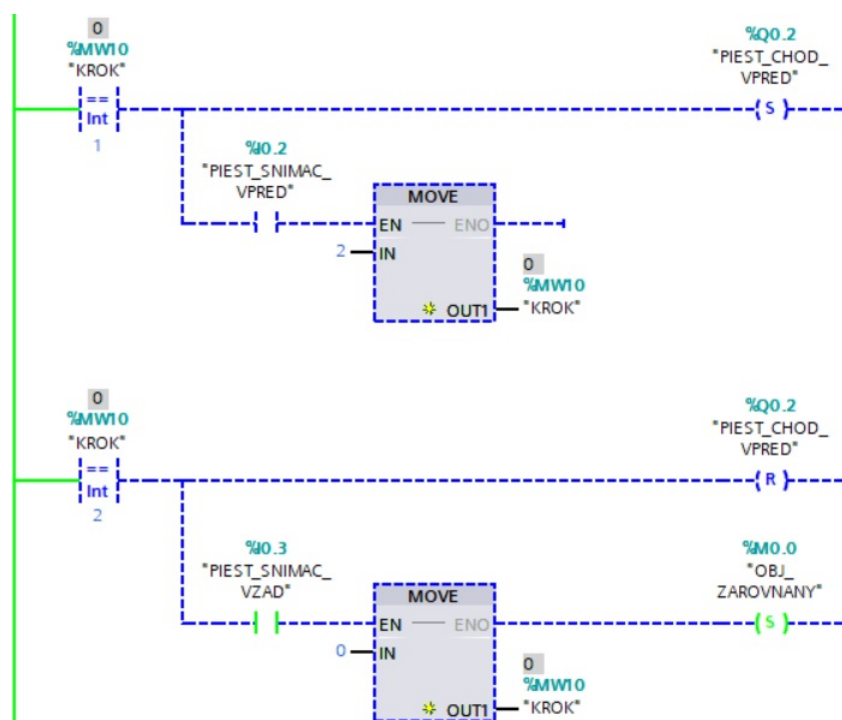 0
%MW10
"KROK"
==
Int
1
%Q0.2
"PIEST_CHOD_
VPRED"
( S )
%I0.2
"PIEST_SNIMAC_
VPRED"
MOVE
EN
ENO
2
IN
OUT1
0
%MW10
"KROK"
0
%MW10
"KROK"
==
Int
2
%Q0.2
"PIEST_CHOD_
VPRED"
( R )
%I0.3
"PIEST_SNIMAC_
VZAD"
MOVE
EN
ENO
0
IN
OUT1
0
%MW10
"KROK"
%M0.0
"OBJ_
ZAROVNANY"
( S )